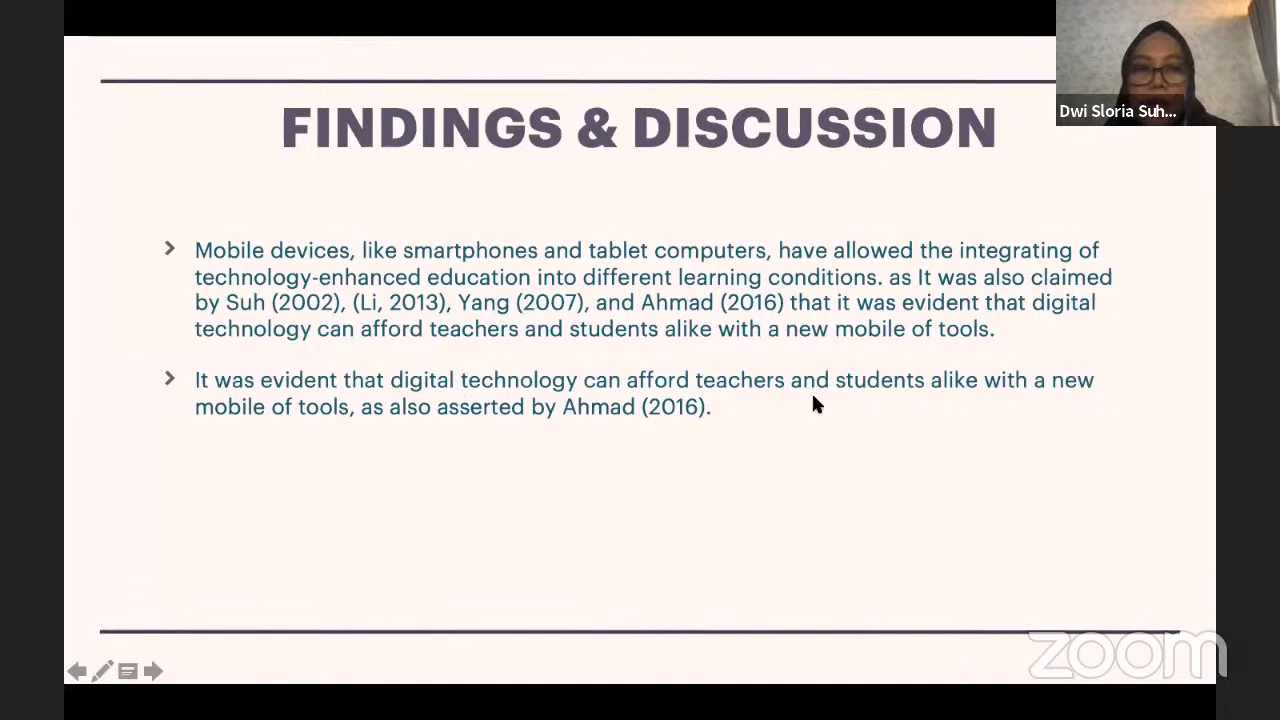 Dwi Sloria Suh...
FINDINGS & DISCUSSION
Mobile devices, like smartphones and tablet computers, have allowed the integrating of
technology-enhanced education into different learning conditions. as It was also claimed
by Suh (2002), (Li, 2013), Yang (2007), and Ahmad (2016) that it was evident that digital
technology can afford teachers and students alike with a new mobile of tools.
It was evident that digital technology can afford teachers and students alike with a new
mobile of tools, as also asserted by Ahmad (2016).
zoom